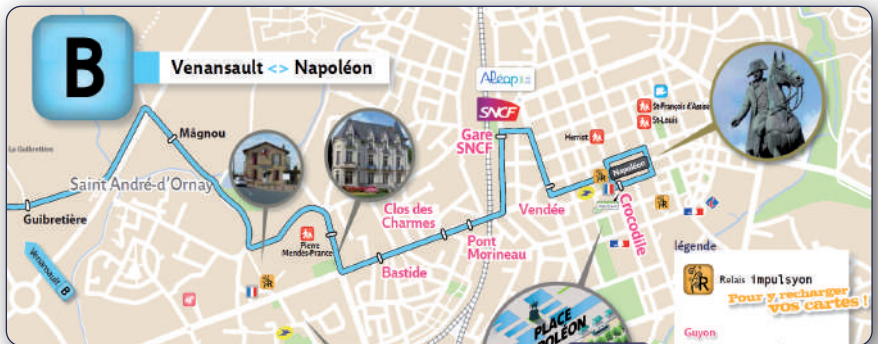 B
Venansault <> Napoléon
Aléop
SNCF
Gare
SNCF
St-François d'Assise
St-Louis
Herriot
Napoléon
Mâgnou
La Guibretière
Saint André-d'Ornay
Guibretière
Venansault B
Clos des
Charmes
Vendée
Crocodile
Pierre
Mendes-France
Pont
Morineau
Bastide
légende
R
Relais impulsyon
Pour y recharger
vos cartes !
Guyon
PLACE
NAPOLÉON